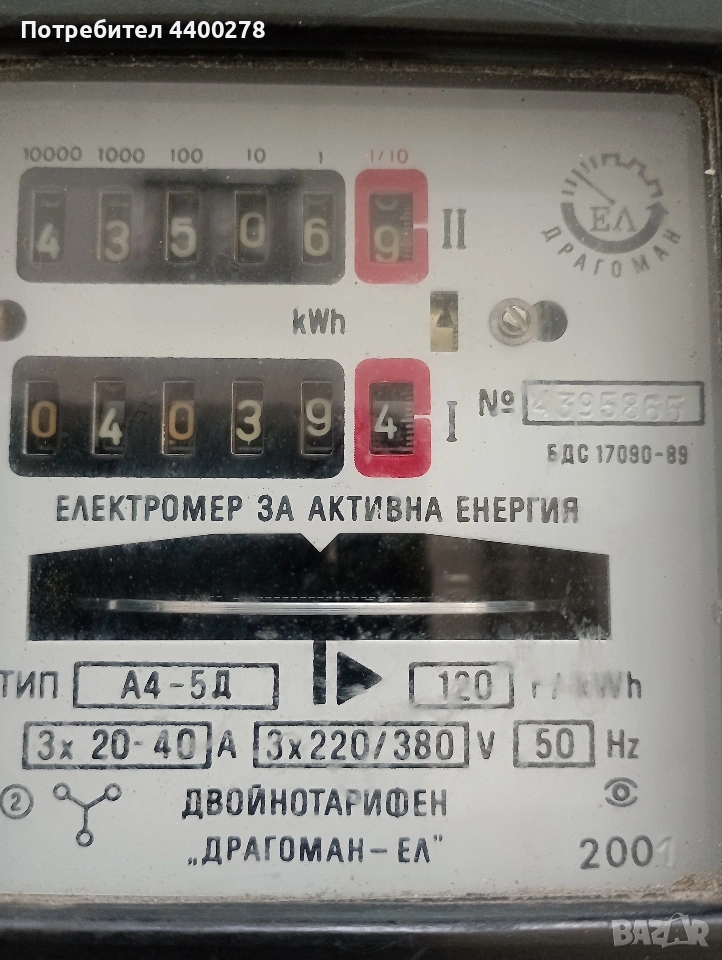 Потребител 4400278
10000 1000 100 10 1 1/10
4 3 5 0 6 9 II
ЕЛ
ДРАГОМАН
kWh
0 4 0 3 9 4 I
№ 4395865
БДС 17090-89
ЕЛЕКТРОМЕР ЗА АКТИВНА ЕНЕРГИЯ
ТИП А4-5Д 120 r/kWh
3x 20-40 A 3x220/380 V 50 Hz
2
ДВОЙНОТАРИФЕН
„ДРАГОМАН-ЕЛ"
2001
BAZAR